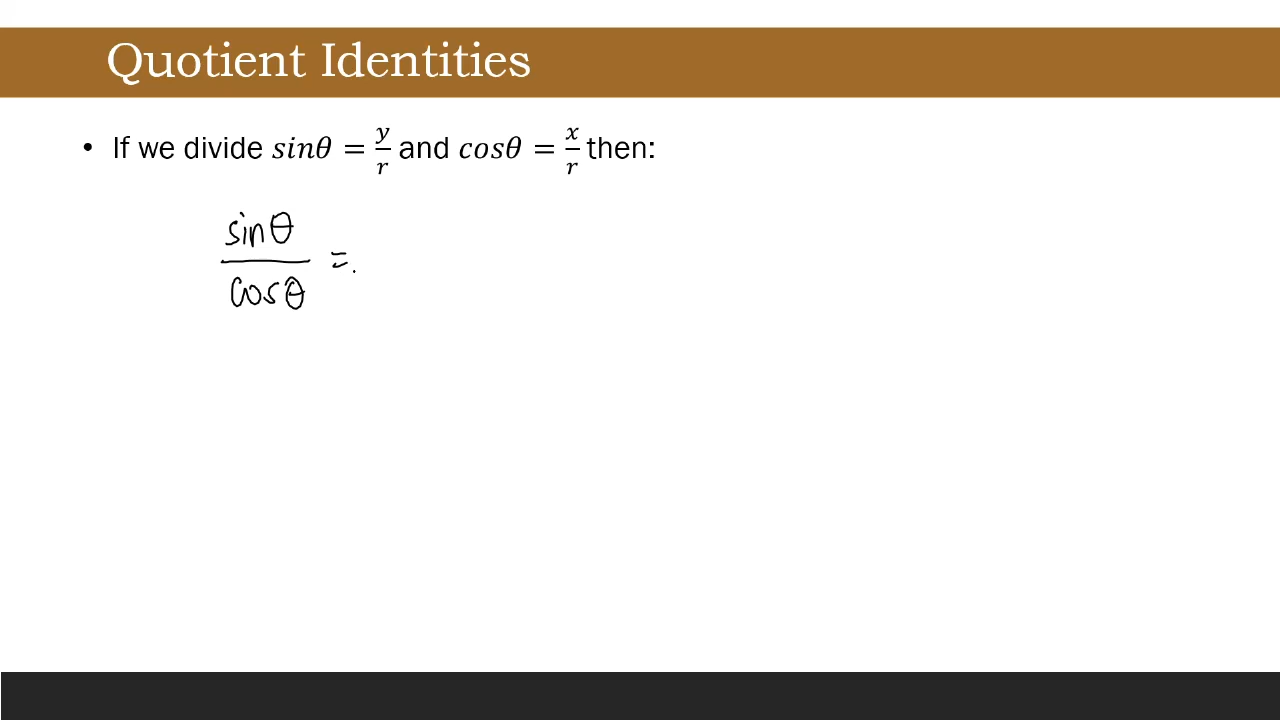 Quotient Identities
• If we divide 𝑠𝑖𝑛𝜃 = 𝑦/𝑟 and 𝑐𝑜𝑠𝜃 = 𝑥/𝑟 then:
sinθ/cosθ =